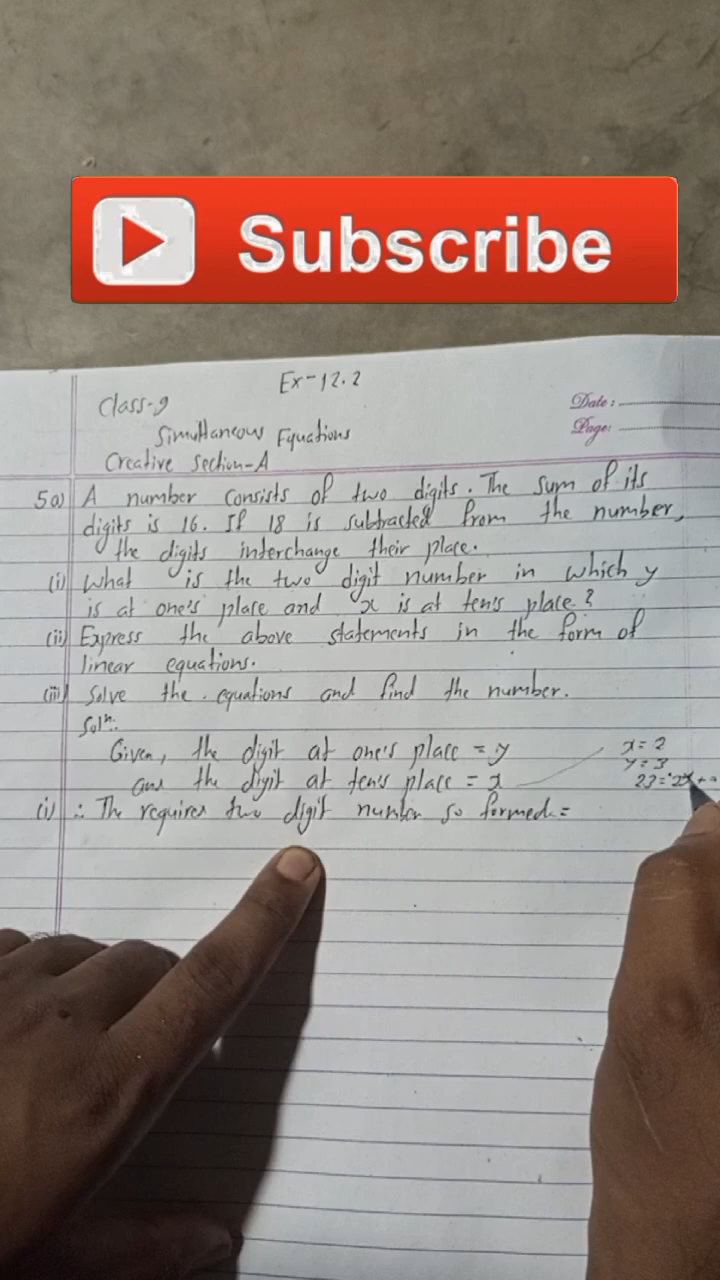 Subscribe
Ex-12.2
Class-9
Date:
Simultaneous Equations
Page:
Creative Section-A
5a) A number consists of two digits. The sum of its
digits is 16. If 18 is subtracted from the number,
the digits interchange their place.
(i) What is the two digit number in which y
is at one's place and x is at ten's place?
(ii) Express the above statements in the form of
linear equations.
(iii) Solve the equations and find the number.
Solⁿ.
Given, the digit at one's place = y
and the digit at ten's place = x
x = 2
y = 3
23 =
(i) ∴ The required two digit number so formed =